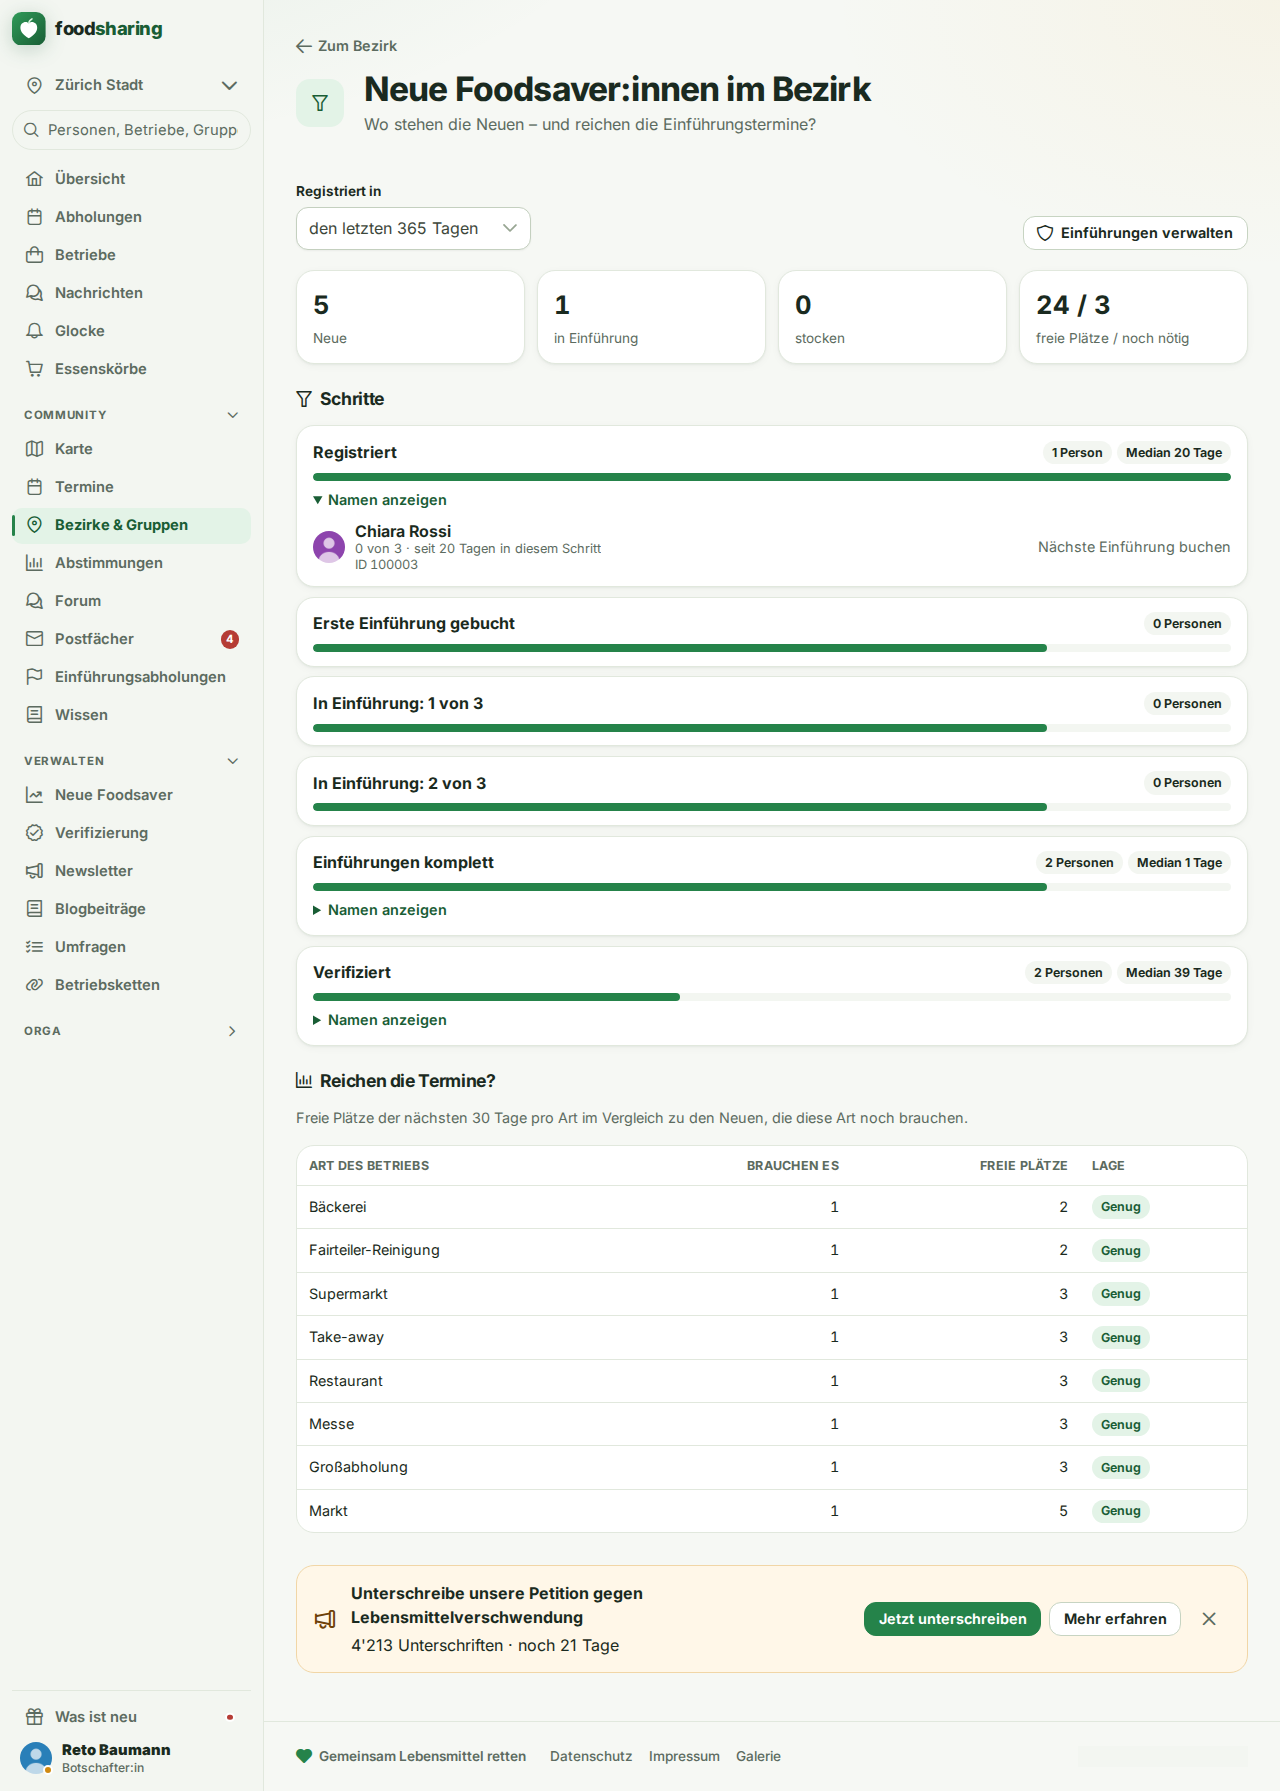 foodsharing
Zürich Stadt
Personen, Betriebe, Grupp
Übersicht
Abholungen
Betriebe
Nachrichten
Glocke
Essenskörbe
COMMUNITY
Karte
Termine
Bezirke & Gruppen
Abstimmungen
Forum
Postfächer 4
Einführungsabholungen
Wissen
VERWALTEN
Neue Foodsaver
Verifizierung
Newsletter
Blogbeiträge
Umfragen
Betriebsketten
ORGA
Was ist neu
Reto Baumann
Botschafter:in
Zum Bezirk
Neue Foodsaver:innen im Bezirk
Wo stehen die Neuen – und reichen die Einführungstermine?
Registriert in
den letzten 365 Tagen
Einführungen verwalten
5
Neue
1
in Einführung
0
stocken
24 / 3
freie Plätze / noch nötig
Schritte
Registriert 1 Person Median 20 Tage
Namen anzeigen
Chiara Rossi
0 von 3 · seit 20 Tagen in diesem Schritt
ID 100003
Nächste Einführung buchen
Erste Einführung gebucht 0 Personen
In Einführung: 1 von 3 0 Personen
In Einführung: 2 von 3 0 Personen
Einführungen komplett 2 Personen Median 1 Tage
Namen anzeigen
Verifiziert 2 Personen Median 39 Tage
Namen anzeigen
Reichen die Termine?
Freie Plätze der nächsten 30 Tage pro Art im Vergleich zu den Neuen, die diese Art noch brauchen.
ART DES BETRIEBS BRAUCHEN ES FREIE PLÄTZE LAGE
Bäckerei 1 2 Genug
Fairteiler-Reinigung 1 2 Genug
Supermarkt 1 3 Genug
Take-away 1 3 Genug
Restaurant 1 3 Genug
Messe 1 3 Genug
Großabholung 1 3 Genug
Markt 1 5 Genug
Unterschreibe unsere Petition gegen
Lebensmittelverschwendung
4'213 Unterschriften · noch 21 Tage
Jetzt unterschreiben
Mehr erfahren
Gemeinsam Lebensmittel retten Datenschutz Impressum Galerie